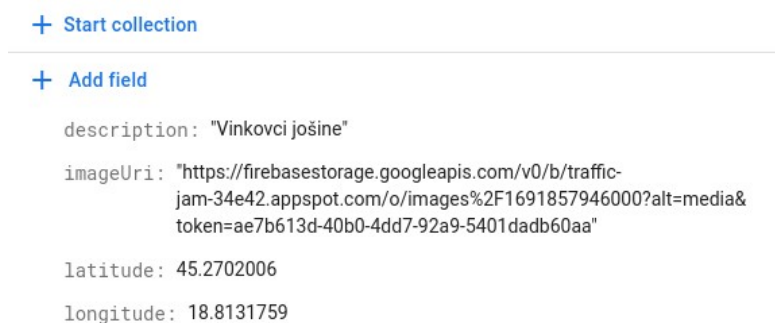 + Start collection
+ Add field
description: "Vinkovci jošine"
imageUri: "https://firebasestorage.googleapis.com/v0/b/traffic-
jam-34e42.appspot.com/o/images%2F1691857946000?alt=media&
token=ae7b613d-40b0-4dd7-92a9-5401dadb60aa"
latitude: 45.2702006
longitude: 18.8131759